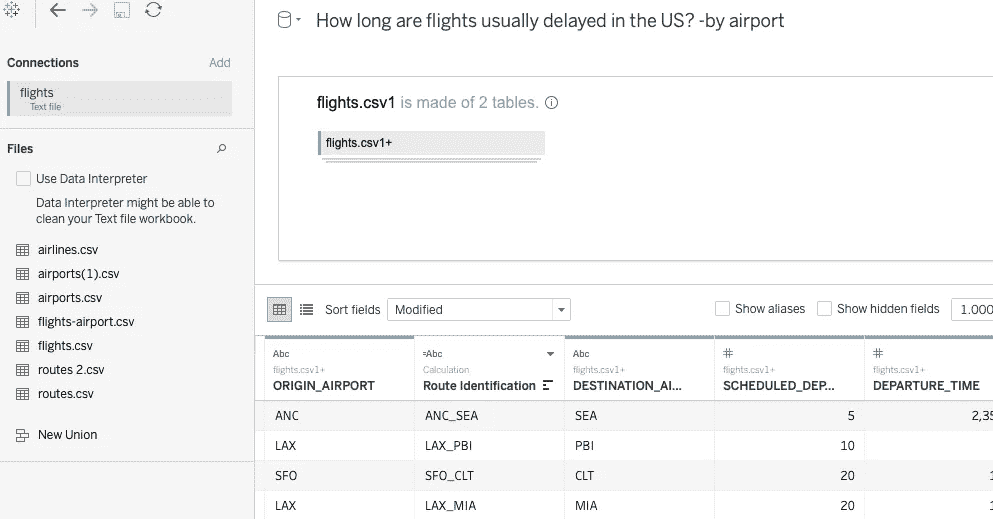 How long are flights usually delayed in the US? -by airport
Connections
Add
flights
Text file
Files
Use Data Interpreter
Data Interpreter might be able to
clean your Text file workbook.
airlines.csv
airports(1).csv
airports.csv
flights-airport.csv
flights.csv
routes 2.csv
routes.csv
New Union
flights.csv1 is made of 2 tables.
flights.csv1+
Sort fields Modified
Show aliases Show hidden fields 1.000
Abc =Abc Abc # #
flights.csv1+ Calculation flights.csv1+ flights.csv1+ flights.csv1+
ORIGIN_AIRPORT Route Identification DESTINATION_AI... SCHEDULED_DEP... DEPARTURE_TIME
ANC ANC_SEA SEA 5 2,35
LAX LAX_PBI PBI 10
SFO SFO_CLT CLT 20 1
LAX LAX_MIA MIA 20 1